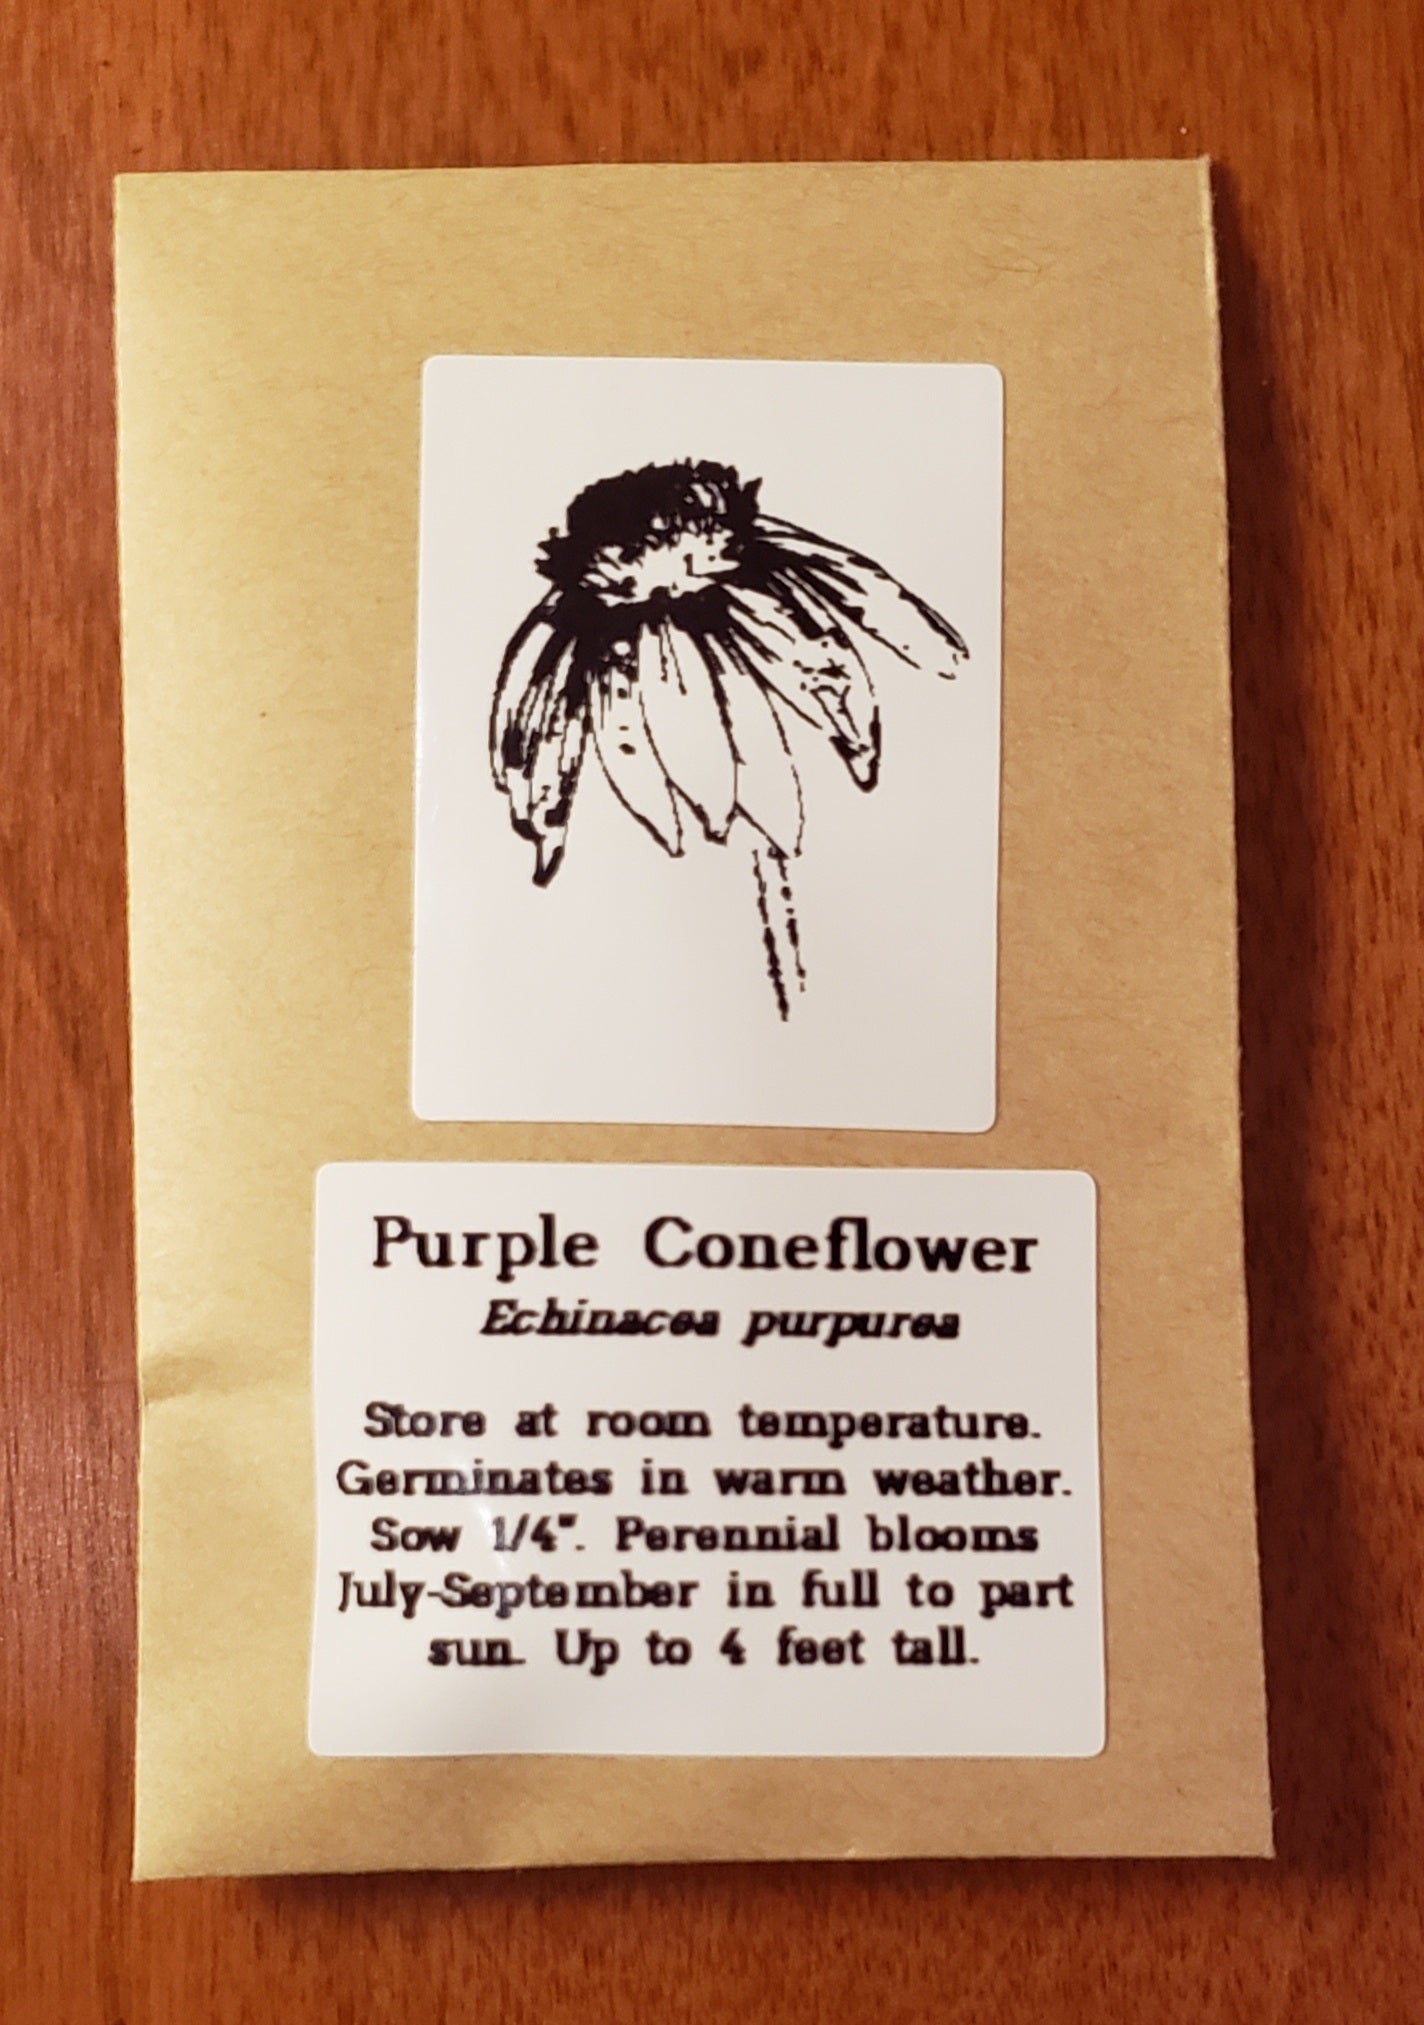 Purple Coneflower
Echinacea purpurea
Store at room temperature.
Germinates in warm weather.
Sow 1/4". Perennial blooms
July-September in full to part
sun. Up to 4 feet tall.